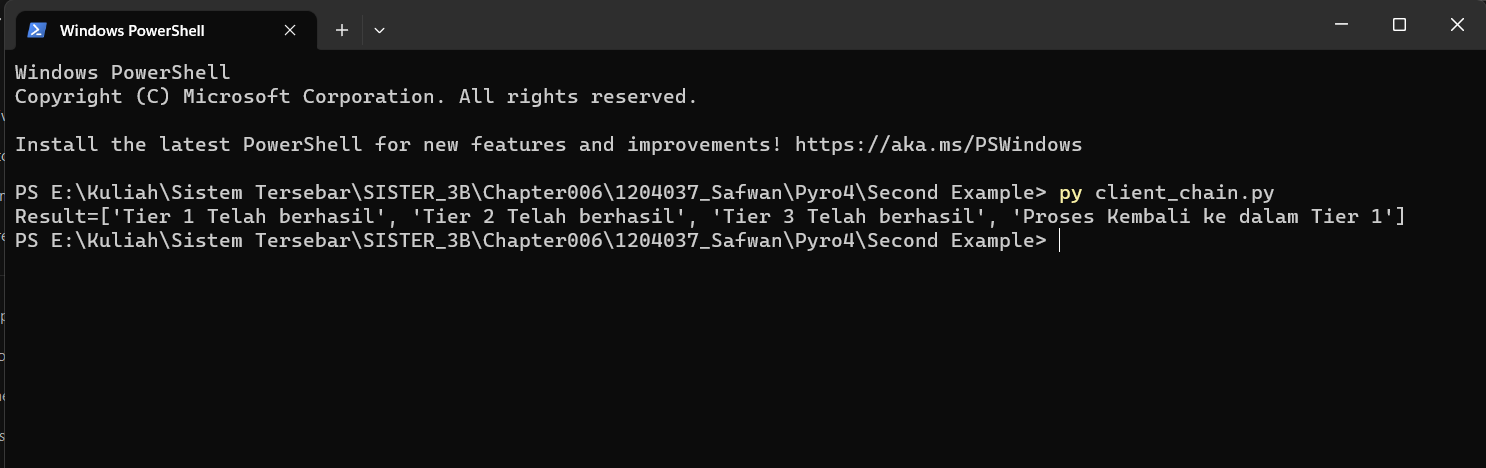 Windows PowerShell
Windows PowerShell
Copyright (C) Microsoft Corporation. All rights reserved.
Install the latest PowerShell for new features and improvements! https://aka.ms/PSWindows
PS E:\Kuliah\Sistem Tersebar\SISTER_3B\Chapter006\1204037_Safwan\Pyro4\Second Example> py client_chain.py
Result=['Tier 1 Telah berhasil', 'Tier 2 Telah berhasil', 'Tier 3 Telah berhasil', 'Proses Kembali ke dalam Tier 1']
PS E:\Kuliah\Sistem Tersebar\SISTER_3B\Chapter006\1204037_Safwan\Pyro4\Second Example>